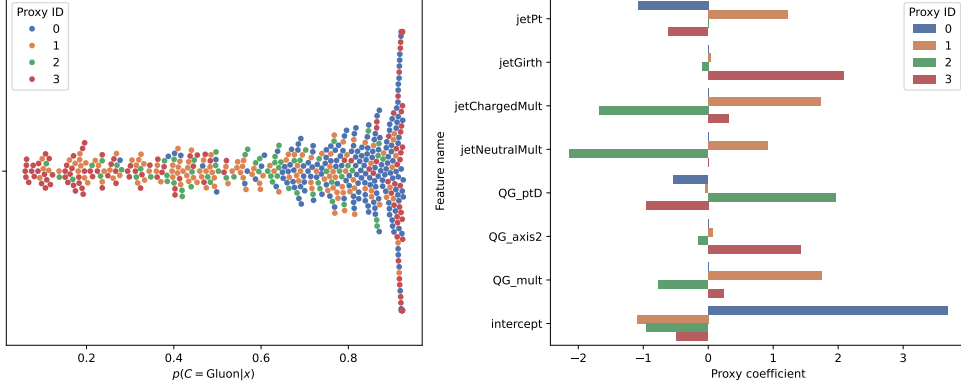 Proxy ID
0
1
2
3
0.2
0.4
0.6
0.8
p(C = Gluon|x)
Feature name
jetPt
jetGirth
jetChargedMult
jetNeutralMult
QG_ptD
QG_axis2
QG_mult
intercept
Proxy ID
0
1
2
3
−2
−1
0
1
2
3
Proxy coefficient